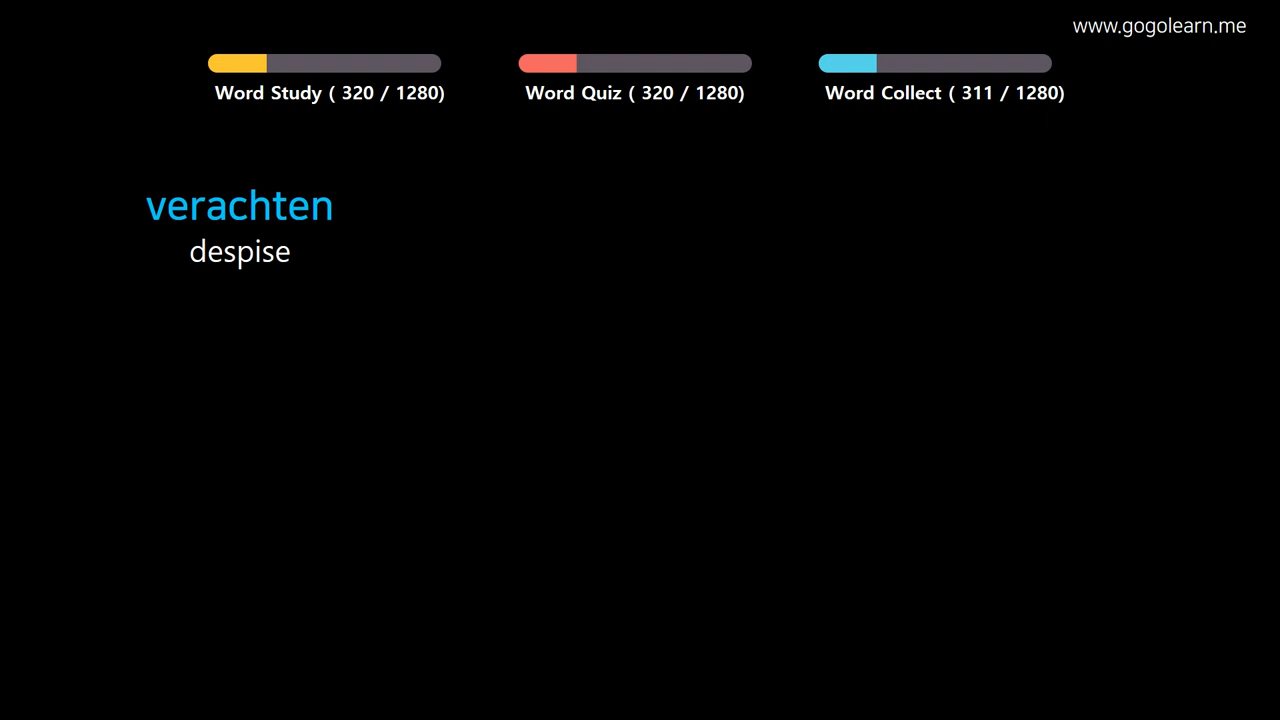 www.gogolearn.me
Word Study ( 320 / 1280)
Word Quiz ( 320 / 1280)
Word Collect ( 311 / 1280)
verachten
despise